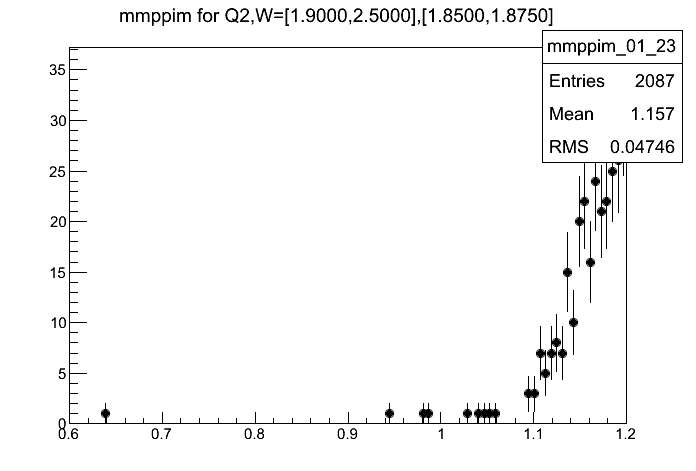 mmppim for Q2,W=[1.9000,2.5000],[1.8500,1.8750]
mmppim_01_23
Entries 2087
Mean 1.157
RMS 0.04746
35
30
25
20
15
10
5
0
0.6 0.7 0.8 0.9 1 1.1 1.2